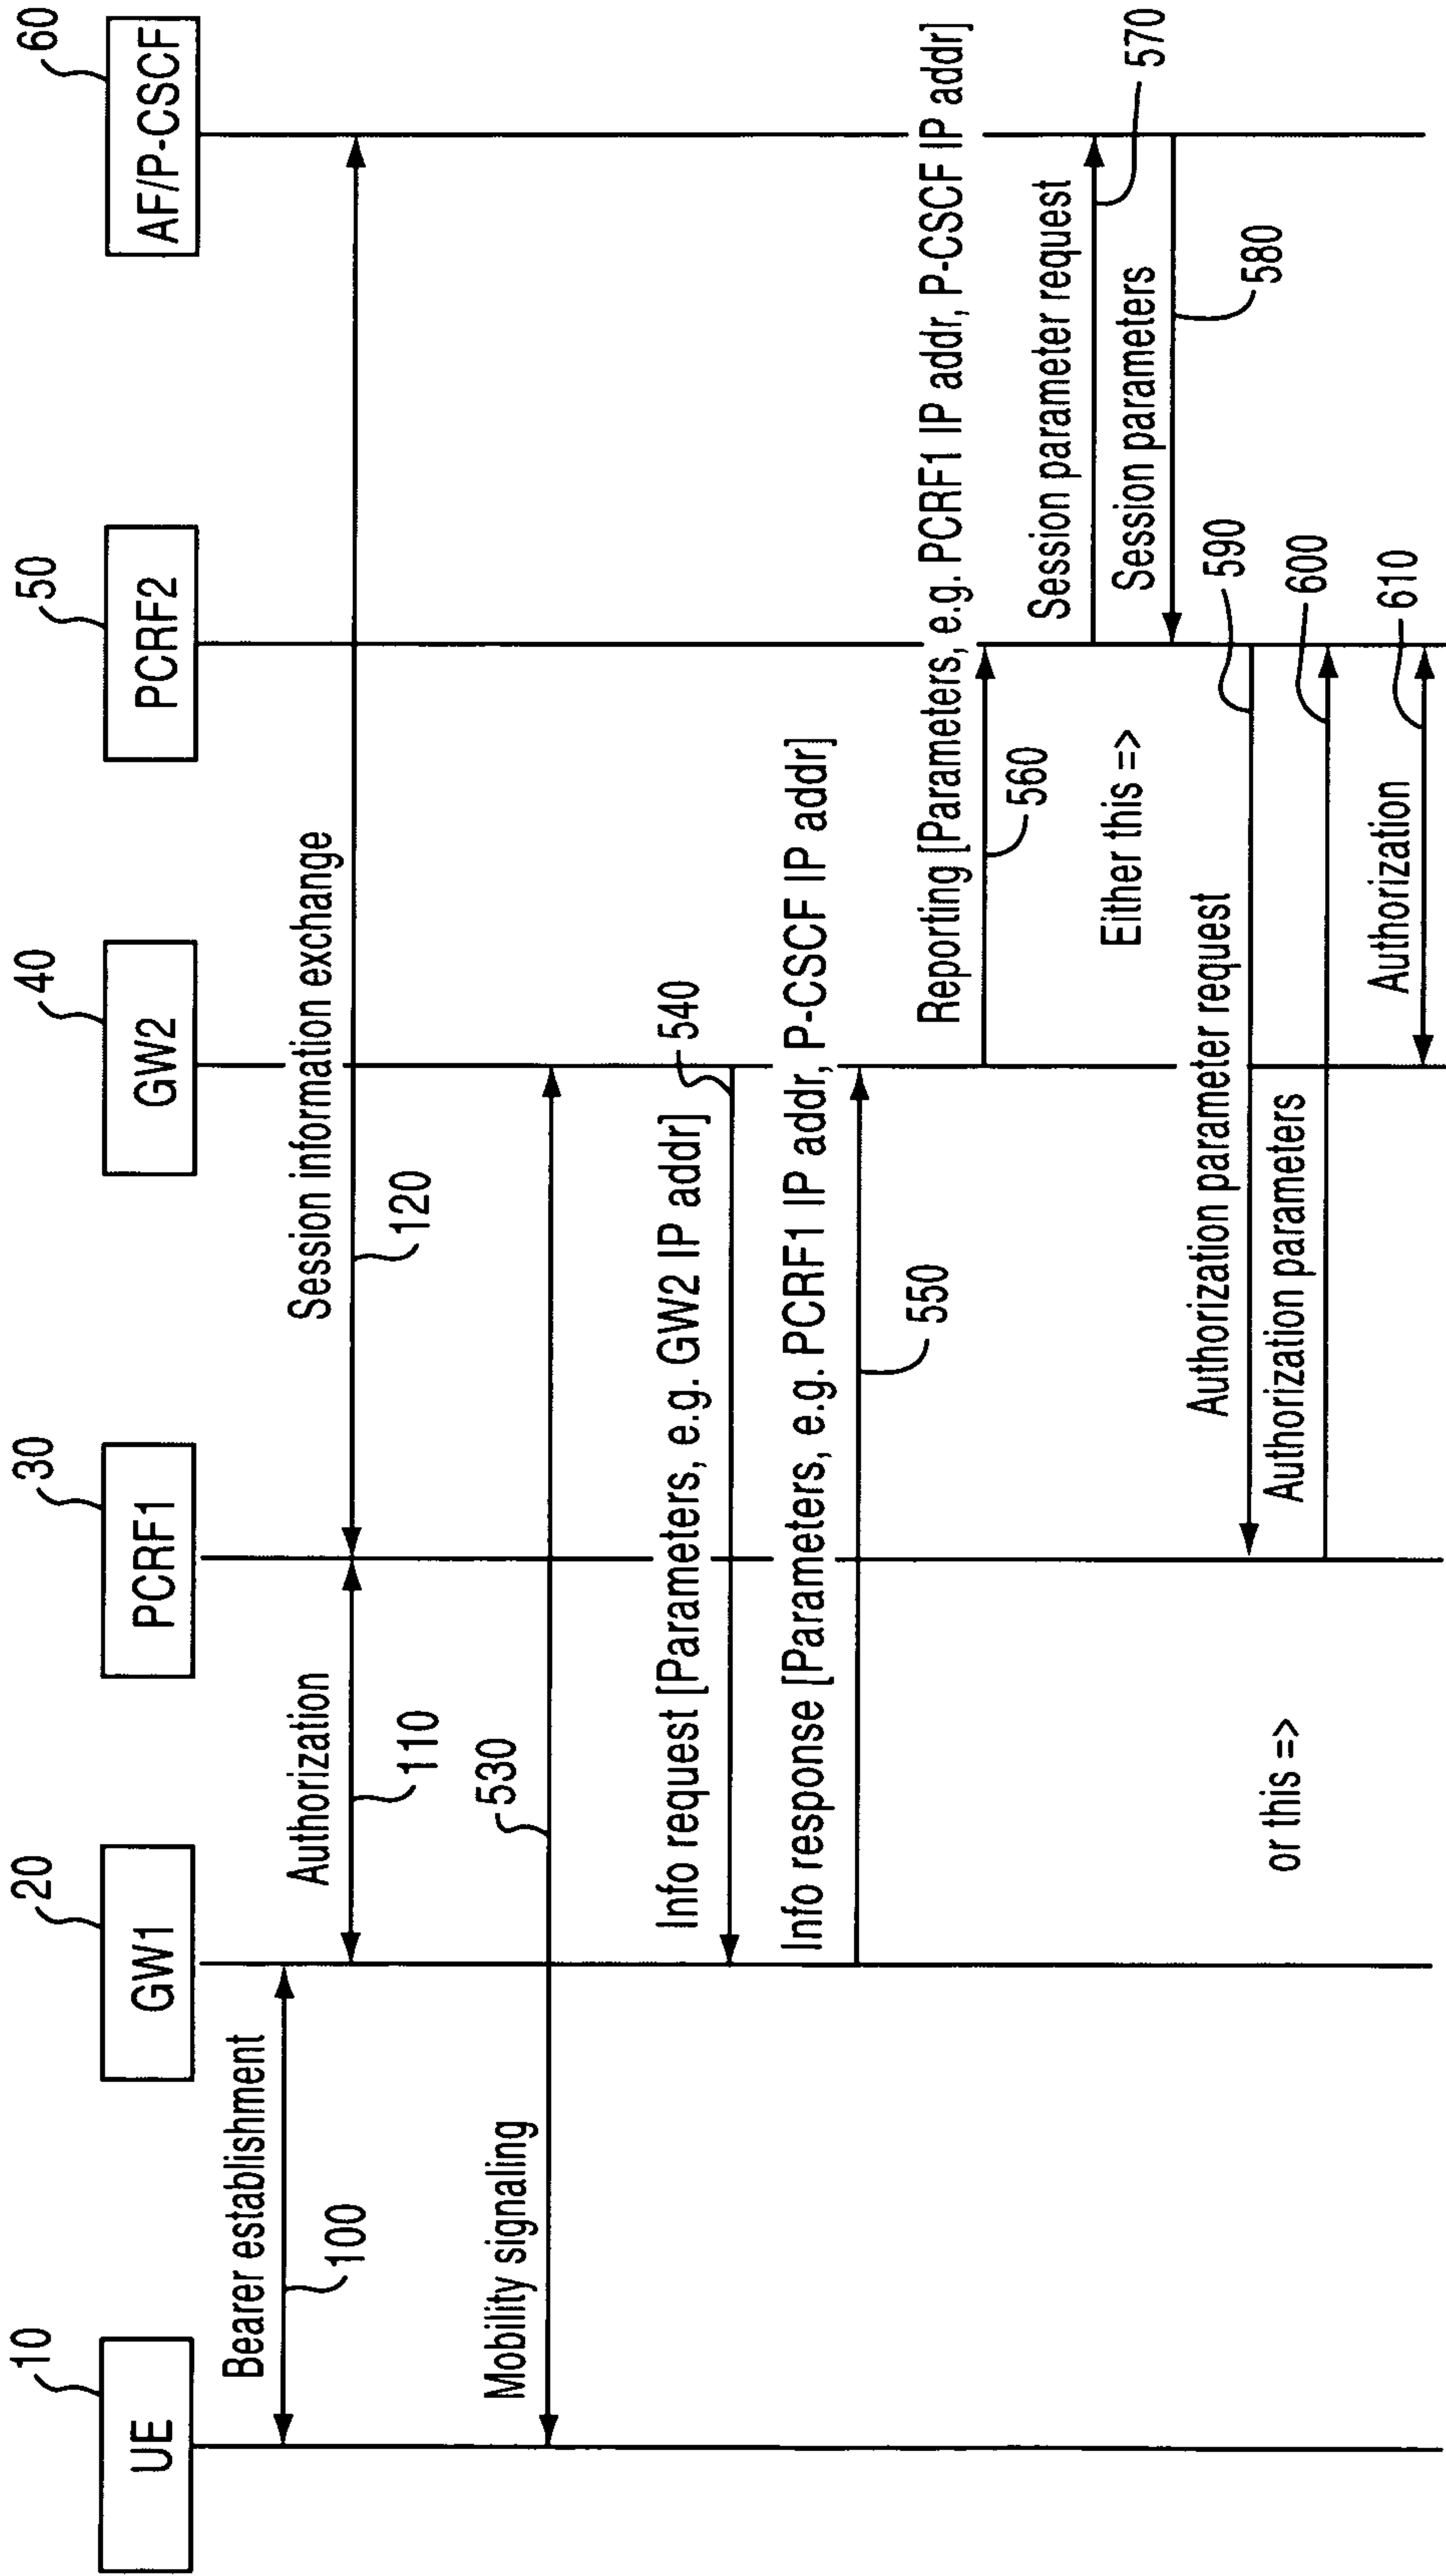 10
UE
20
GW1
30
PCRF1
40
GW2
50
PCRF2
60
AF/P-CSCF
Bearer establishment
100
Authorization
110
Session information exchange
120
Mobility signaling
530
Info request [Parameters, e.g. GW2 IP addr]
540
Info response [Parameters, e.g. PCRF1 IP addr, P-CSCF IP addr]
550
Reporting [Parameters, e.g. PCRF1 IP addr, P-CSCF IP addr]
560
Either this =>
Session parameter request
570
Session parameters
580
or this =>
Authorization parameter request
590
Authorization parameters
600
Authorization
610